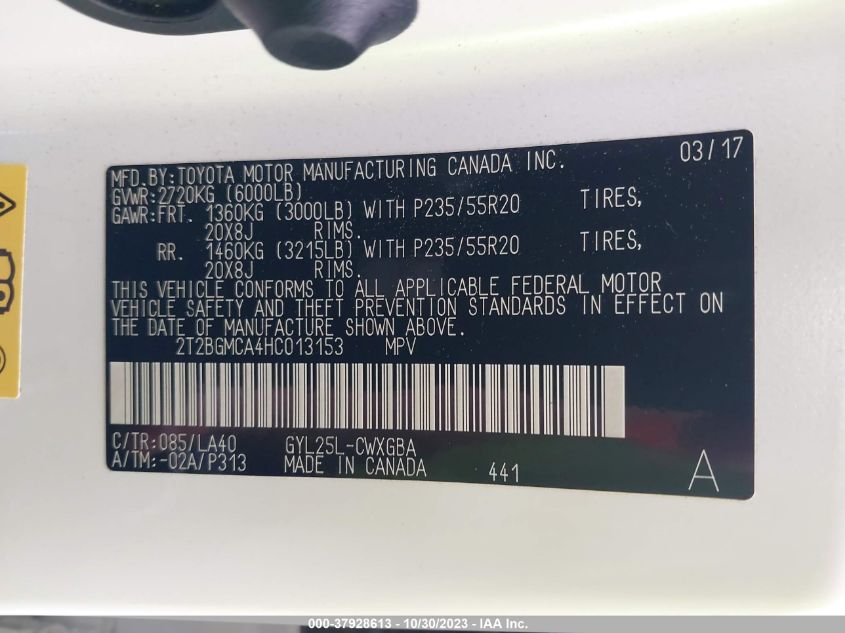 MFD.BY:TOYOTA MOTOR MANUFACTURING CANADA INC. 03/17
GVWR:2720KG (6000LB)
GAWR:FRT. 1360KG (3000LB) WITH P235/55R20 TIRES,
20X8J RIMS.
RR. 1460KG (3215LB) WITH P235/55R20 TIRES,
20X8J RIMS.
THIS VEHICLE CONFORMS TO ALL APPLICABLE FEDERAL MOTOR
VEHICLE SAFETY AND THEFT PREVENTION STANDARDS IN EFFECT ON
THE DATE OF MANUFACTURE SHOWN ABOVE.
2T2BGMCA4HC013153 MPV
C/TR:085/LA40 GYL25L-CWXGBA
A/TM:-02A/P313 MADE IN CANADA 441 A
000-37928613 - 10/30/2023 - IAA Inc.